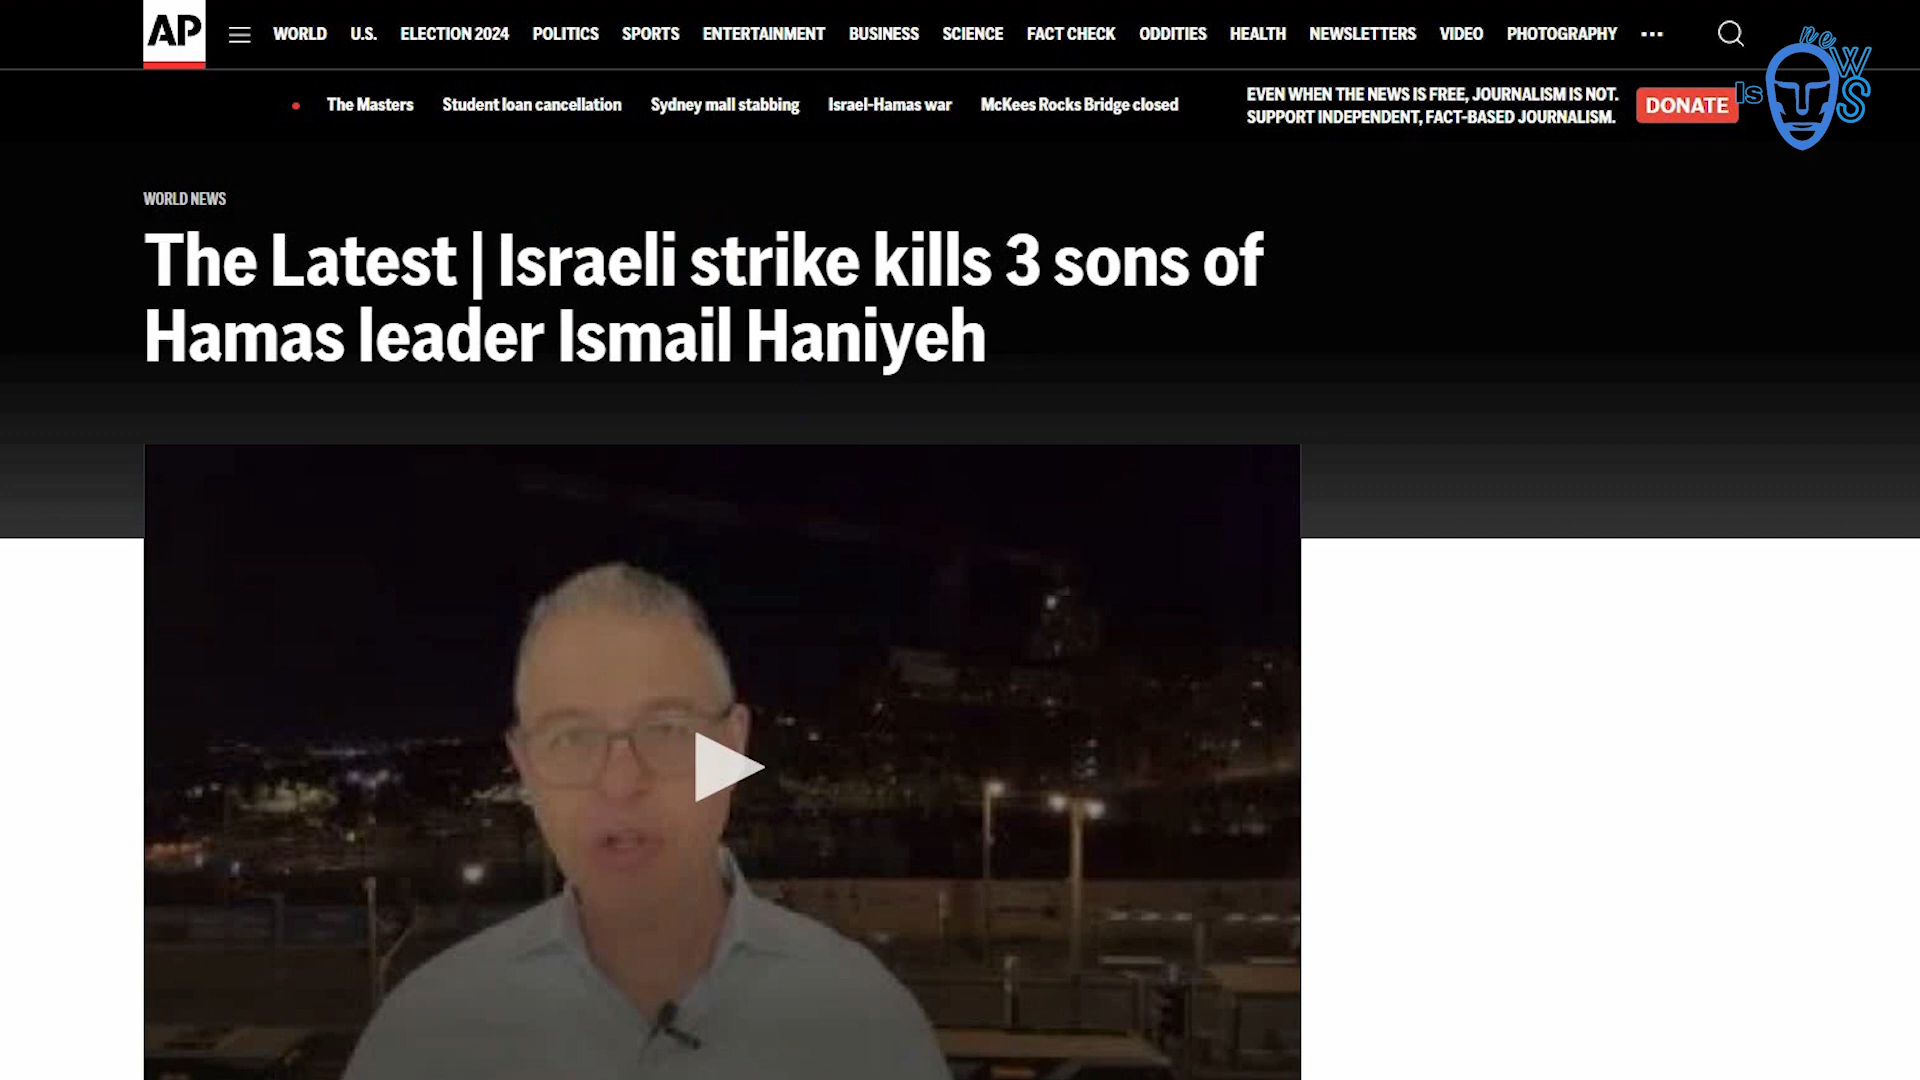 AP
WORLD U.S. ELECTION 2024 POLITICS SPORTS ENTERTAINMENT BUSINESS SCIENCE FACT CHECK ODDITIES HEALTH NEWSLETTERS VIDEO PHOTOGRAPHY
Is neWS
The Masters Student loan cancellation Sydney mall stabbing Israel-Hamas war McKees Rocks Bridge closed
EVEN WHEN THE NEWS IS FREE, JOURNALISM IS NOT.
SUPPORT INDEPENDENT, FACT-BASED JOURNALISM.
DONATE
WORLD NEWS
The Latest | Israeli strike kills 3 sons of
Hamas leader Ismail Haniyeh